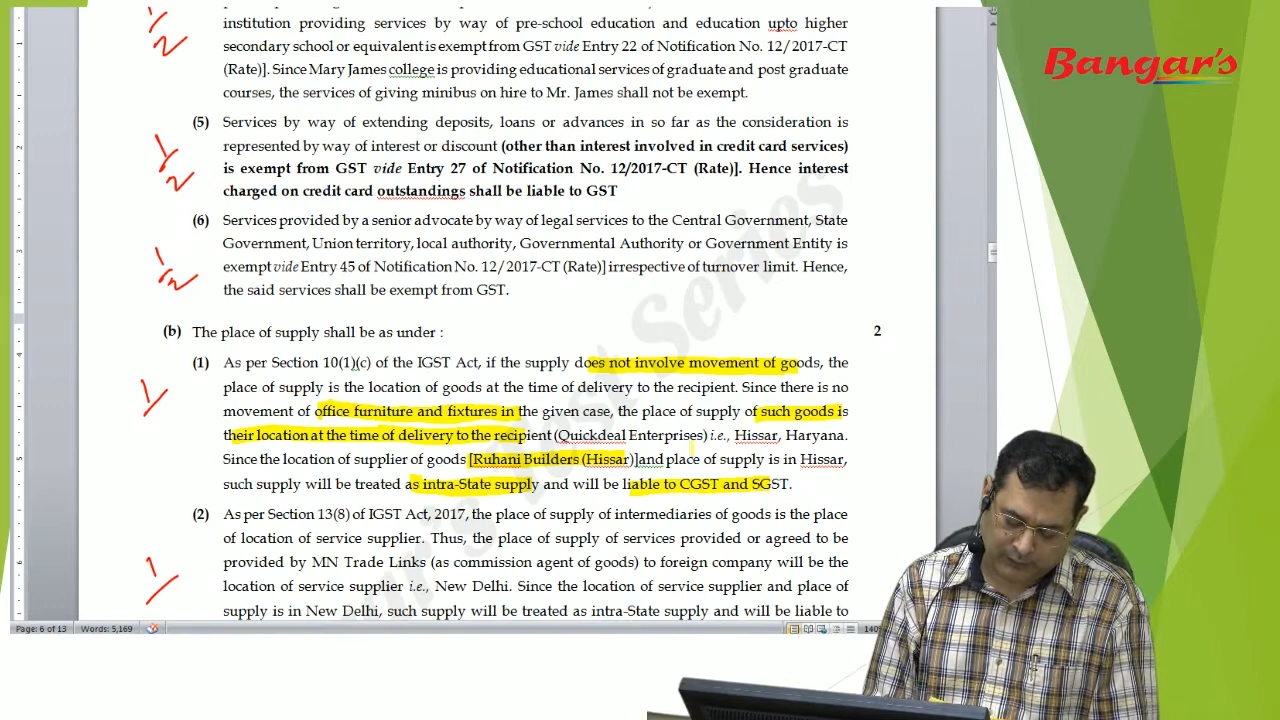 institution providing services by way of pre-school education and education upto higher
secondary school or equivalent is exempt from GST vide Entry 22 of Notification No. 12/2017-CT
(Rate)]. Since Mary James college is providing educational services of graduate and post graduate
courses, the services of giving minibus on hire to Mr. James shall not be exempt.
1/2
(5) Services by way of extending deposits, loans or advances in so far as the consideration is
represented by way of interest or discount (other than interest involved in credit card services)
is exempt from GST vide Entry 27 of Notification No. 12/2017-CT (Rate)]. Hence interest
charged on credit card outstandings shall be liable to GST
1/2
(6) Services provided by a senior advocate by way of legal services to the Central Government, State
Government, Union territory, local authority, Governmental Authority or Government Entity is
exempt vide Entry 45 of Notification No. 12/2017-CT (Rate)] irrespective of turnover limit. Hence,
the said services shall be exempt from GST.
1/2
(b) The place of supply shall be as under : 2
(1) As per Section 10(1)(c) of the IGST Act, if the supply does not involve movement of goods, the
place of supply is the location of goods at the time of delivery to the recipient. Since there is no
movement of office furniture and fixtures in the given case, the place of supply of such goods is
their location at the time of delivery to the recipient (Quickdeal Enterprises) i.e., Hissar, Haryana.
Since the location of supplier of goods [Ruhani Builders (Hissar)]and place of supply is in Hissar,
such supply will be treated as intra-State supply and will be liable to CGST and SGST.
1
(2) As per Section 13(8) of IGST Act, 2017, the place of supply of intermediaries of goods is the place
of location of service supplier. Thus, the place of supply of services provided or agreed to be
provided by MN Trade Links (as commission agent of goods) to foreign company will be the
location of service supplier i.e., New Delhi. Since the location of service supplier and place of
supply is in New Delhi, such Supply will be treated as intra-State supply and will be liable to
1
Page: 6 of 13 Words: 5,169 140
Bangar's